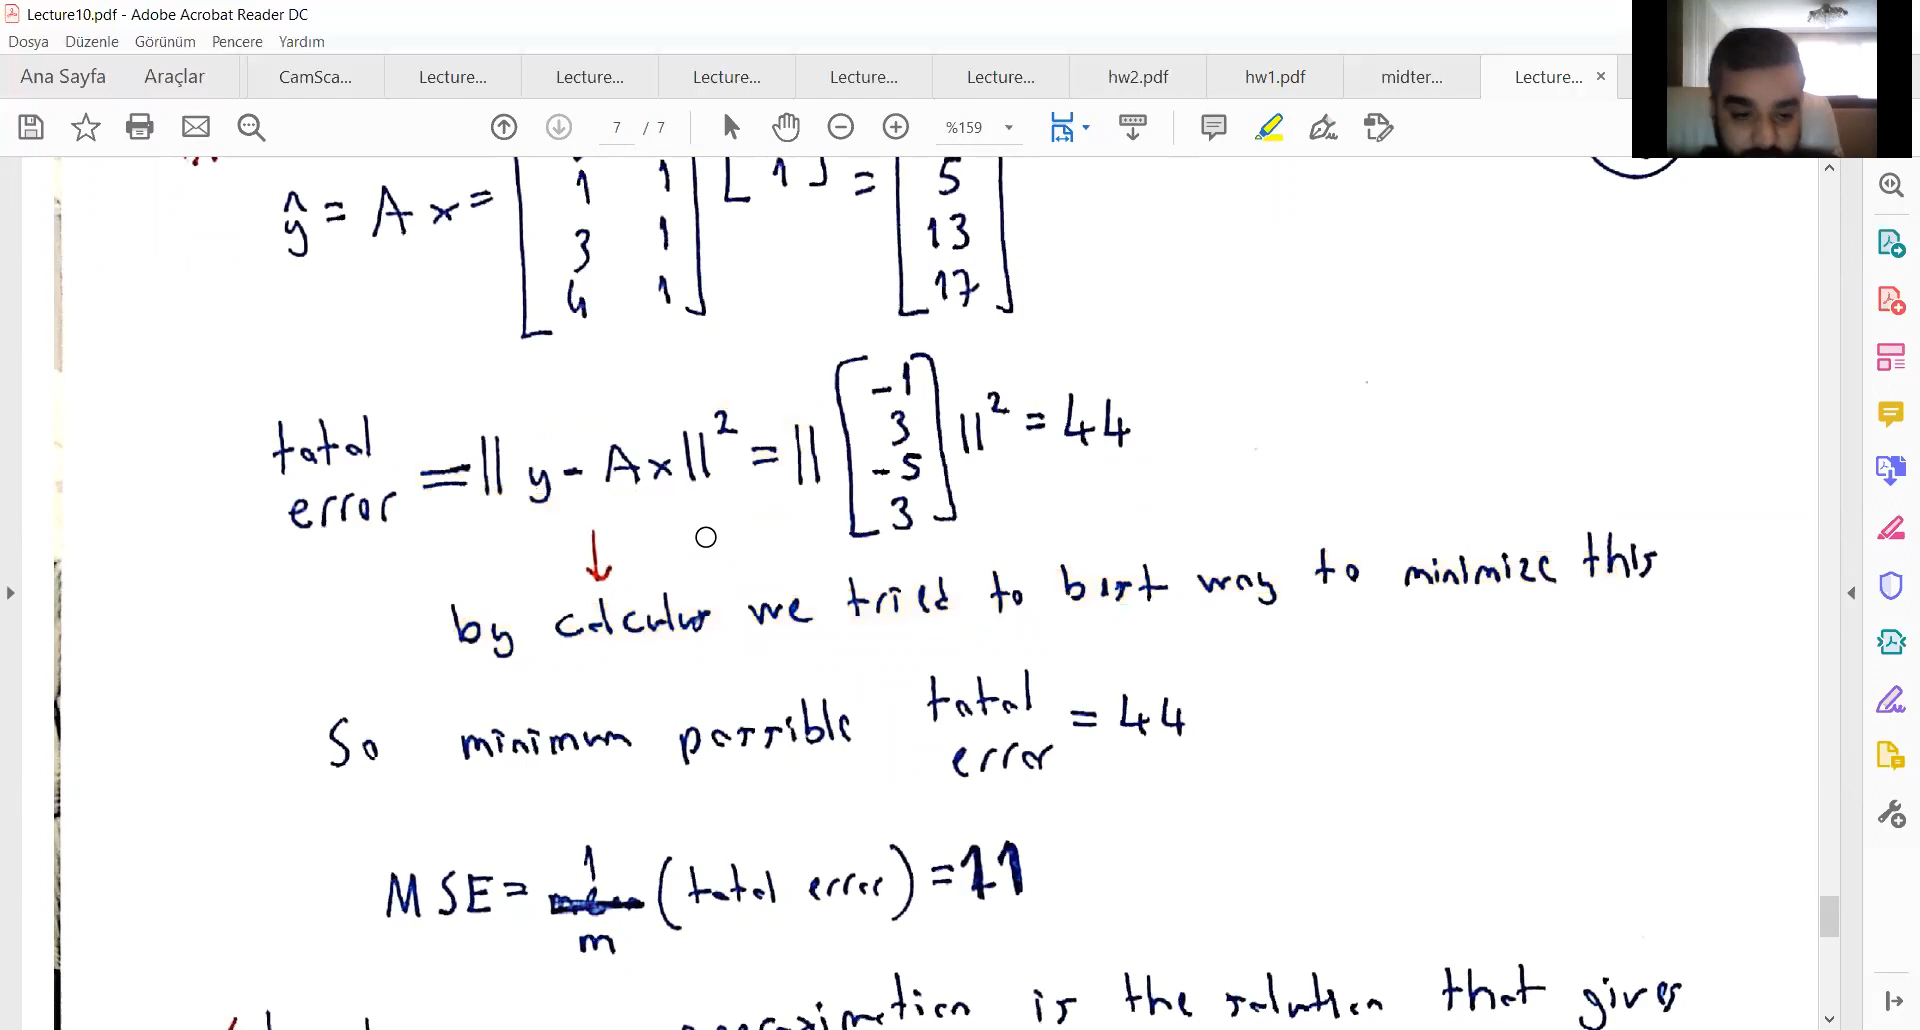 Lecture10.pdf - Adobe Acrobat Reader DC
Dosya Düzenle Görünüm Pencere Yardım
Ana Sayfa Araçlar CamSca... Lecture... Lecture... Lecture... Lecture... Lecture... hw2.pdf hw1.pdf midter... Lecture... ×
7 / 7 %159
ŷ = A x = [ 1 1 [ 1 ] = [ 5
3 1 13
4 1 ] 17 ]
total error = || y - Ax ||² = || [ -1 3 -5 3 ] ||² = 44
by calculus we tried to best way to minimize this
So minimum possible total error = 44
MSE = 1/m (total error) = 11
is the solution that gives